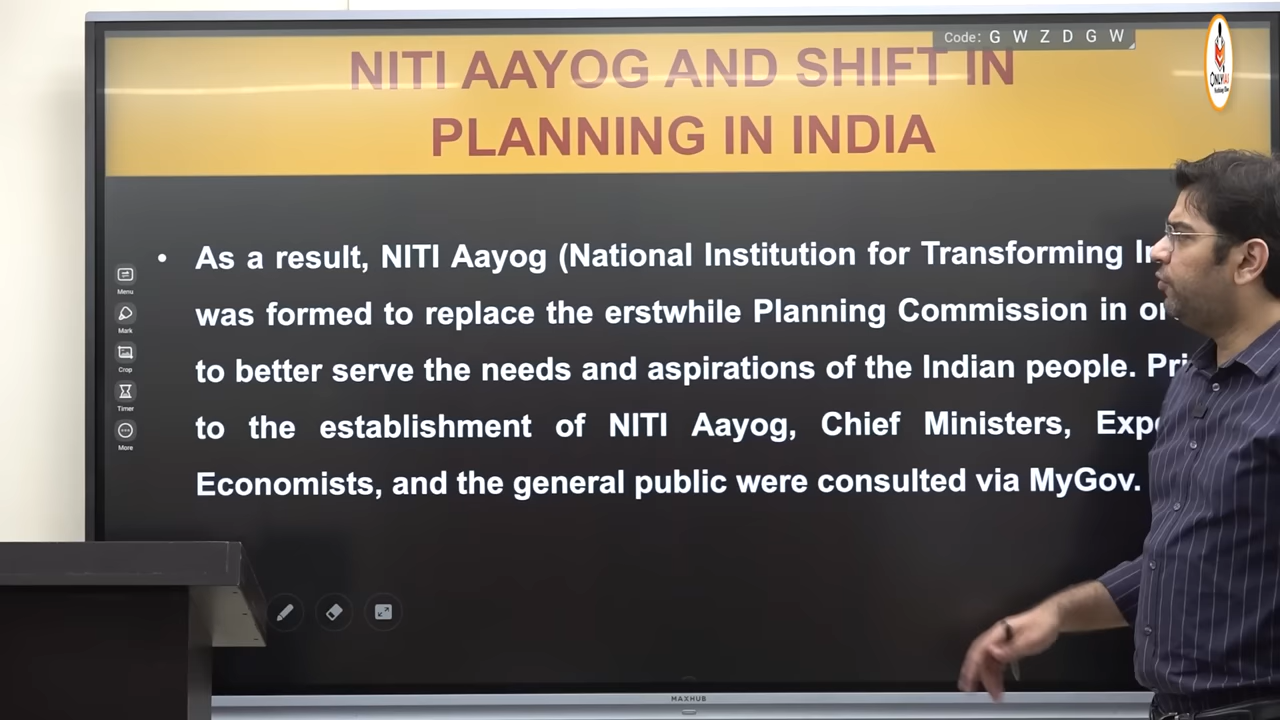 Code: G W Z D G W
ONLYIAS
NITI AAYOG AND SHIFT IN
PLANNING IN INDIA
• As a result, NITI Aayog (National Institution for Transforming
was formed to replace the erstwhile Planning Commission in
to better serve the needs and aspirations of the Indian people.
to the establishment of NITI Aayog, Chief Ministers,
Economists, and the general public were consulted via MyGov.
Menu
Mark
Crop
Timer
More
MAXHUB